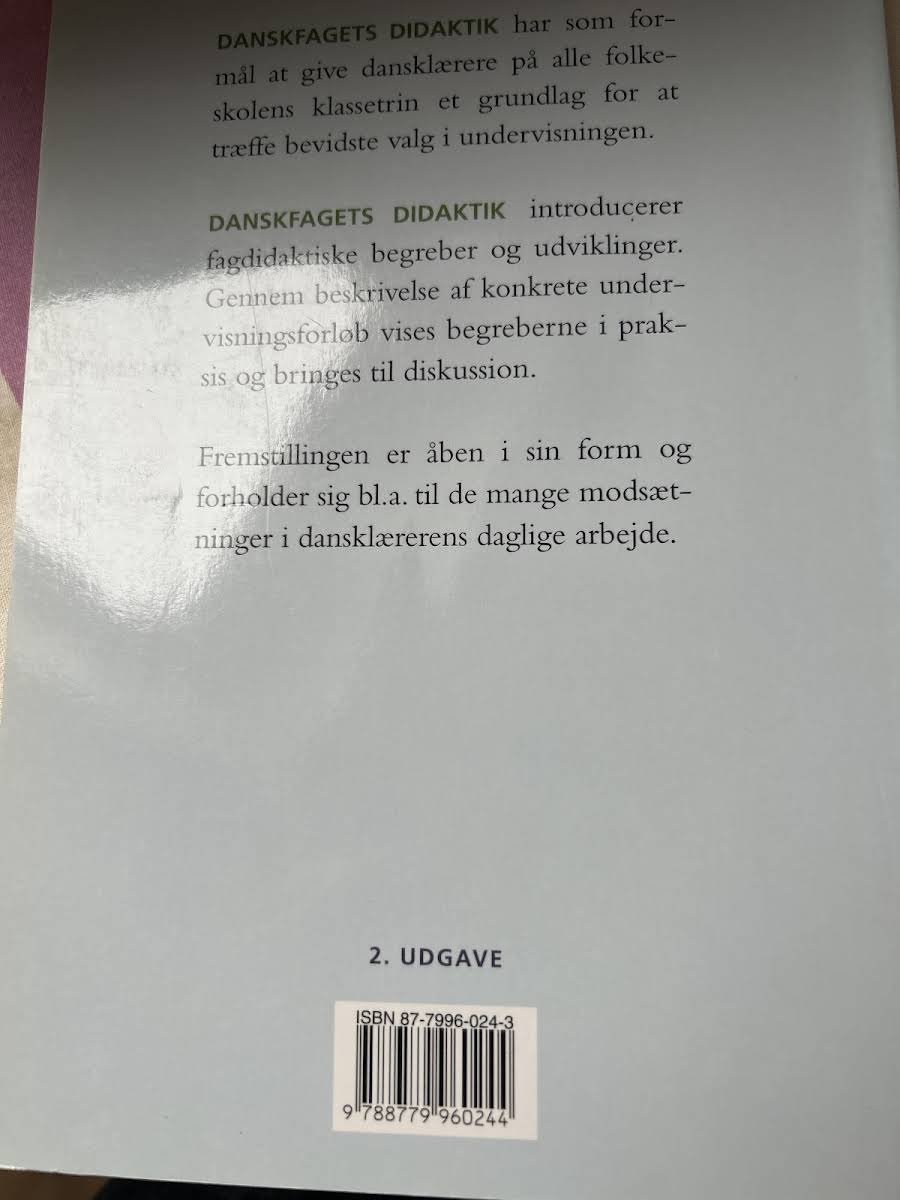 DANSKFAGETS DIDAKTIK har som for-
mål at give dansklærere på alle folke-
skolens klassetrin et grundlag for at
træffe bevidste valg i undervisningen.
DANSKFAGETS DIDAKTIK introducerer
fagdidaktiske begreber og udviklinger.
Gennem beskrivelse af konkrete under-
visningsforløb vises begreberne i prak-
sis og bringes til diskussion.
Fremstillingen er åben i sin form og
forholder sig bl.a. til de mange modsæt-
ninger i dansklærerens daglige arbejde.
2. UDGAVE
ISBN 87-7996-024-3
9 788779 960244